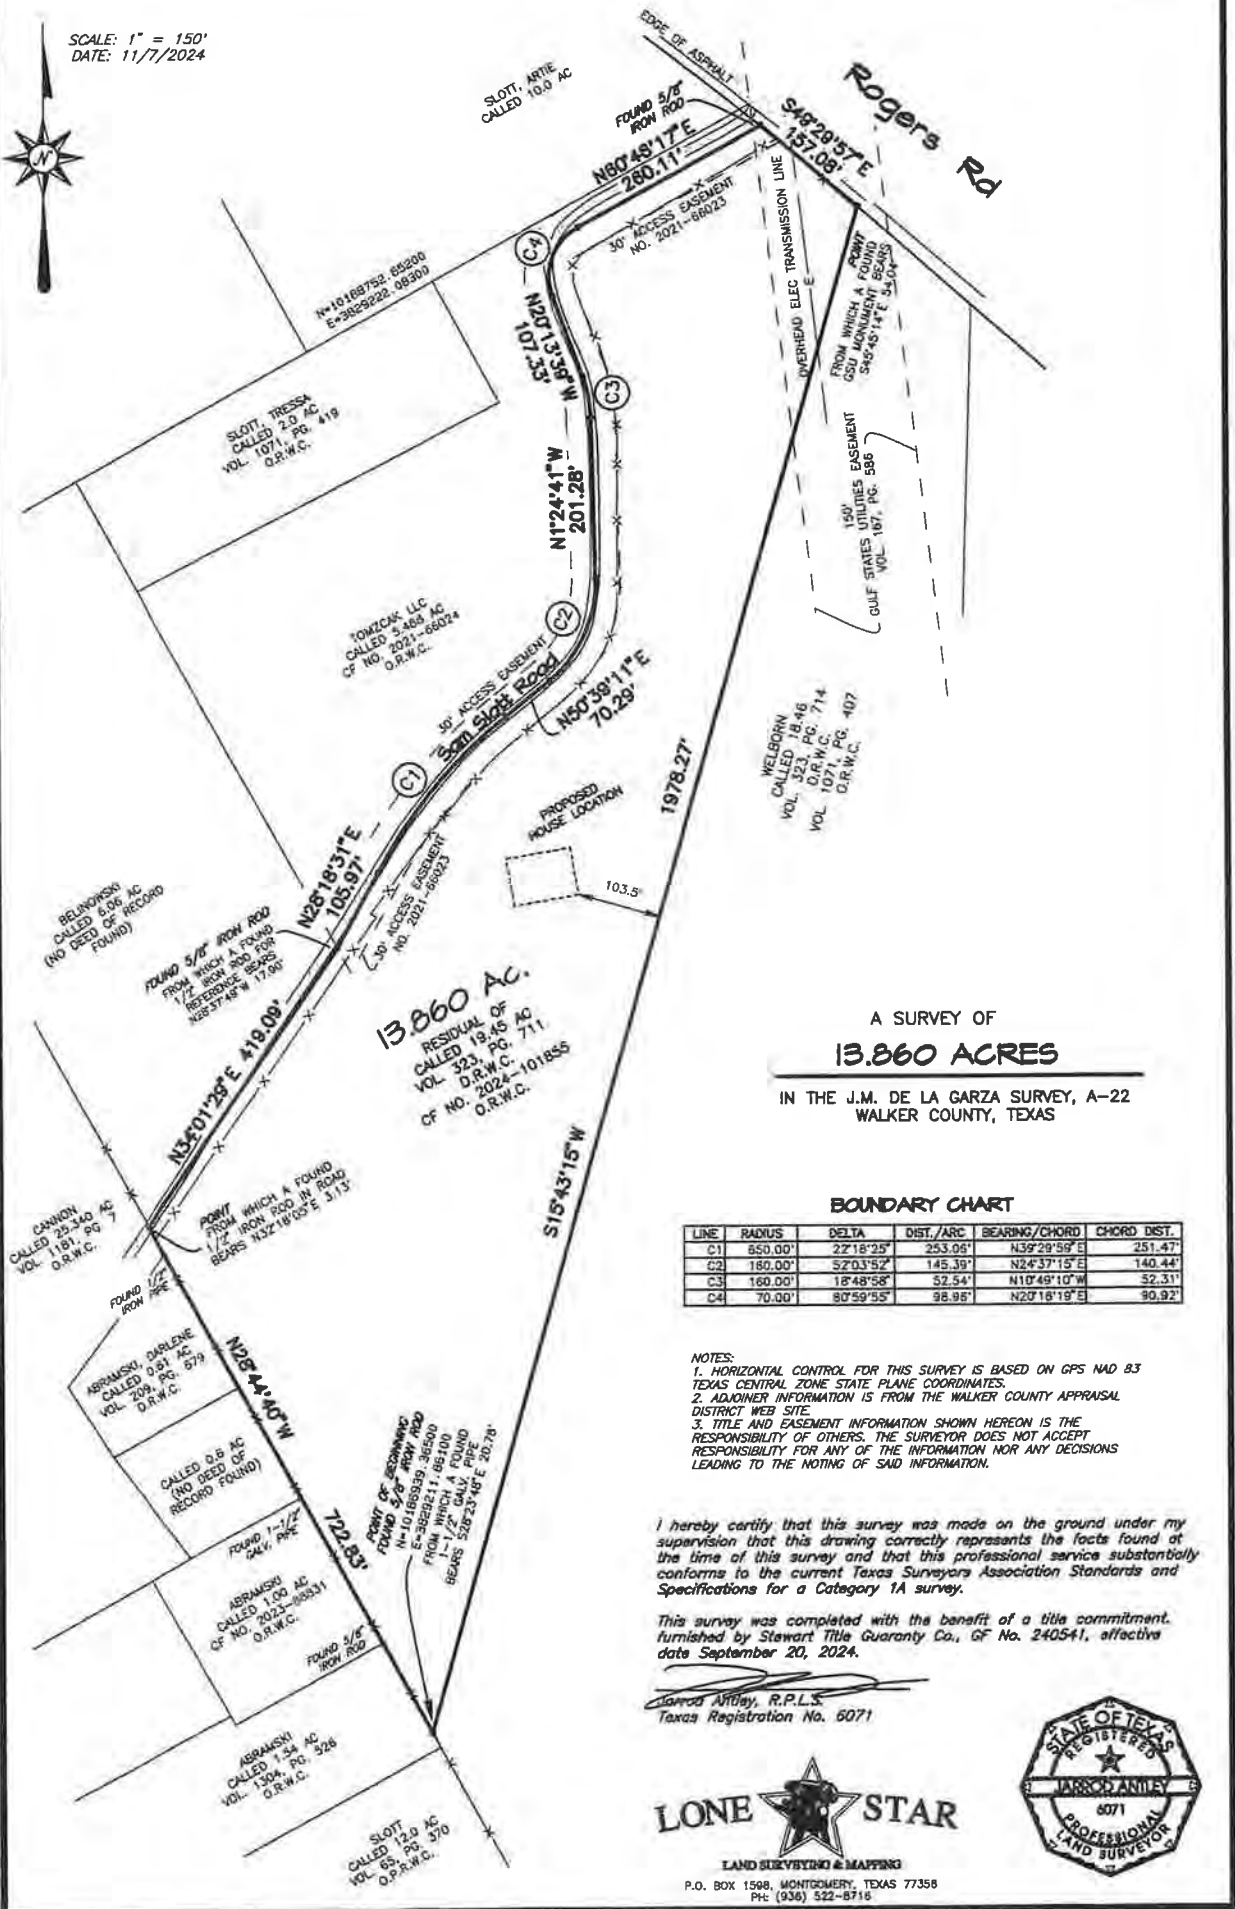 SCALE: 1" = 150'
DATE: 11/7/2024
N
EDGE OF ASPHALT
Rogers Rd
SLOTT, ARTIE
CALLED 10.0 AC
FOUND 5/8"
IRON ROD
S49°29'57"E
157.08'
N60°48'17"E
260.11'
30' ACCESS EASEMENT
NO. 2021-66023
OVERHEAD ELEC TRANSMISSION LINE
E
POINT
FROM WHICH A FOUND
GSU MONUMENT BEARS
S45°45'14"E 54.04'
C4
N=10168752.65200
E=3829222.08300
N20°13'39"W
107.33'
C3
SLOTT, TRESSA
CALLED 2.0 AC
VOL. 1071, PG. 419
O.R.W.C.
N1°24'41"W
201.28'
150'
GULF STATES UTILITIES EASEMENT
VOL. 167, PG. 586
TOMZCAK LLC
CALLED 5.488 AC
CF NO. 2021-66024
O.R.W.C.
C2
30' ACCESS EASEMENT
Sam Slott Road
N50°39'11"E
70.29'
C1
WELBORN
CALLED 18.46
VOL. 323, PG. 714
D.R.W.C.
VOL. 1071, PG. 407
O.R.W.C.
1978.27'
PROPOSED
HOUSE LOCATION
103.5'
N28°18'31"E
105.97'
30' ACCESS EASEMENT
NO. 2021-66023
BELINOWSKI
CALLED 6.06 AC
(NO DEED OF RECORD
FOUND)
FOUND 5/8" IRON ROD
FROM WHICH A FOUND
1/2" IRON ROD FOR
REFERENCE BEARS
N28°37'48"W 17.90'
13.860 AC.
RESIDUAL OF
CALLED 19.45 AC
VOL. 323, PG. 711
D.R.W.C.
CF NO. 2024-101855
O.R.W.C.
N34°01'29"E 419.09'
A SURVEY OF
13.860 ACRES
IN THE J.M. DE LA GARZA SURVEY, A-22
WALKER COUNTY, TEXAS
S15°43'15"W
POINT
FROM WHICH A FOUND
1/2" IRON ROD IN ROAD
BEARS N32°18'05"E 3.13'
CANNON
CALLED 25.340 AC
VOL. 1181, PG. 7
O.R.W.C.
FOUND 1/2"
IRON PIPE
BOUNDARY CHART
LINE RADIUS DELTA DIST./ARC BEARING/CHORD CHORD DIST.
C1 650.00' 22°18'25" 253.06' N39°29'59"E 251.47'
C2 160.00' 52°03'52" 145.39' N24°37'15"E 140.44'
C3 160.00' 18°48'58" 52.54' N10°49'10"W 52.31'
C4 70.00' 80°59'55" 98.96' N20°16'19"E 90.92'
ABRAMSKI, DARLENE
CALLED 0.61 AC
VOL. 209, PG. 679
D.R.W.C.
N28°44'40"W
722.83'
CALLED 0.6 AC
(NO DEED OF
RECORD FOUND)
FOUND 1-1/2"
GALV. PIPE
POINT OF BEGINNING
FOUND 5/8" IRON ROD
N=10166939.36500
E=3829211.66100
FROM WHICH A FOUND
1-1/2" GALV. PIPE
BEARS S28°23'48"E 20.78'
ABRAMSKI
CALLED 1.00 AC
CF NO. 2023-88831
O.R.W.C.
FOUND 5/8"
IRON ROD
ABRAMSKI
CALLED 1.54 AC
VOL. 1304, PG. 526
O.R.W.C.
SLOTT
CALLED 12.0 AC
VOL. 65, PG. 370
O.P.R.W.C.
NOTES:
1. HORIZONTAL CONTROL FOR THIS SURVEY IS BASED ON GPS NAD 83
TEXAS CENTRAL ZONE STATE PLANE COORDINATES.
2. ADJOINER INFORMATION IS FROM THE WALKER COUNTY APPRAISAL
DISTRICT WEB SITE
3. TITLE AND EASEMENT INFORMATION SHOWN HEREON IS THE
RESPONSIBILITY OF OTHERS. THE SURVEYOR DOES NOT ACCEPT
RESPONSIBILITY FOR ANY OF THE INFORMATION NOR ANY DECISIONS
LEADING TO THE NOTING OF SAID INFORMATION.
I hereby certify that this survey was made on the ground under my
supervision that this drawing correctly represents the facts found at
the time of this survey and that this professional service substantially
conforms to the current Texas Surveyors Association Standards and
Specifications for a Category 1A survey.
This survey was completed with the benefit of a title commitment.
furnished by Stewart Title Guaranty Co., GF No. 240541, effective
date September 20, 2024.
Jarrod Antley, R.P.L.S.
Texas Registration No. 6071
LONE STAR
LAND SURVEYING & MAPPING
P.O. BOX 1598, MONTGOMERY, TEXAS 77356
PH: (936) 522-8716
STATE OF TEXAS
REGISTERED
JARROD ANTLEY
6071
PROFESSIONAL
LAND SURVEYOR